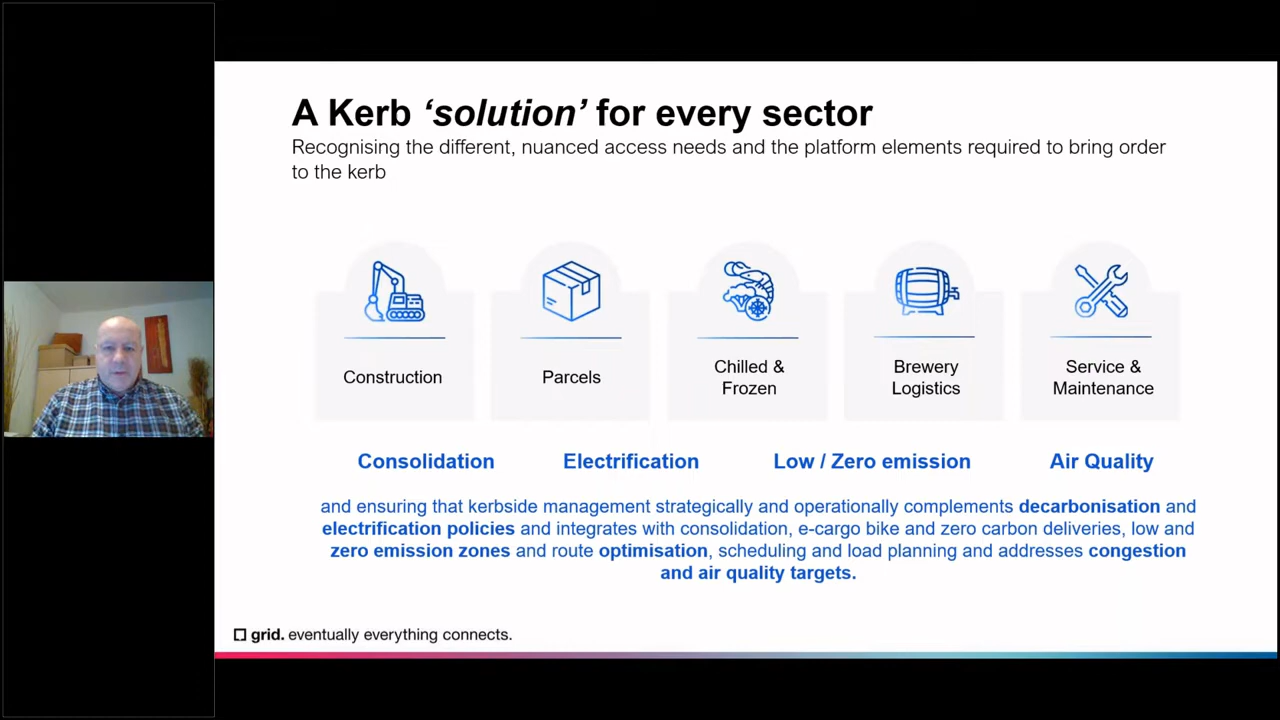 A Kerb ‘solution’ for every sector
Recognising the different, nuanced access needs and the platform elements required to bring order
to the kerb
Construction
Parcels
Chilled &
Frozen
Brewery
Logistics
Service &
Maintenance
Consolidation
Electrification
Low / Zero emission
Air Quality
and ensuring that kerbside management strategically and operationally complements decarbonisation and
electrification policies and integrates with consolidation, e-cargo bike and zero carbon deliveries, low and
zero emission zones and route optimisation, scheduling and load planning and addresses congestion
and air quality targets.
grid. eventually everything connects.